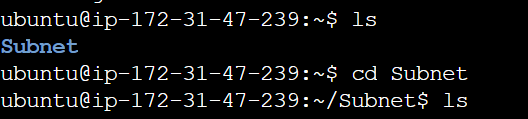 ubuntu@ip-172-31-47-239:~$ ls
Subnet
ubuntu@ip-172-31-47-239:~$ cd Subnet
ubuntu@ip-172-31-47-239:~/Subnet$ ls